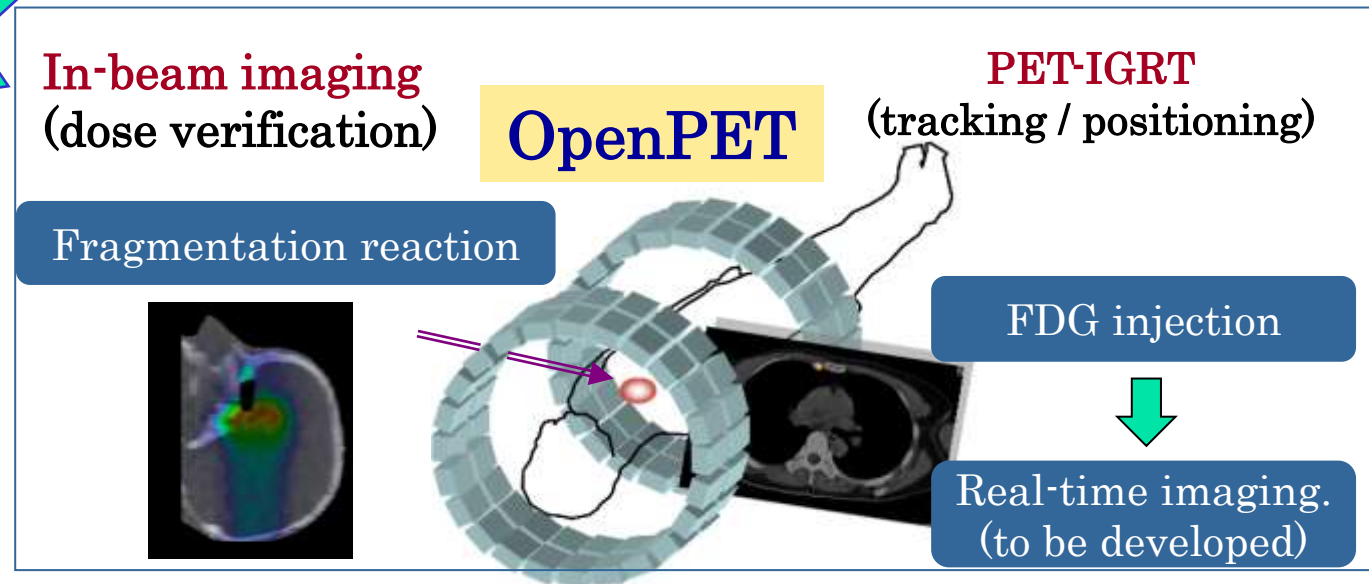 In-beam imaging
(dose verification)
OpenPET
PET-IGRT
(tracking / positioning)
Fragmentation reaction
FDG injection
Real-time imaging.
(to be developed)